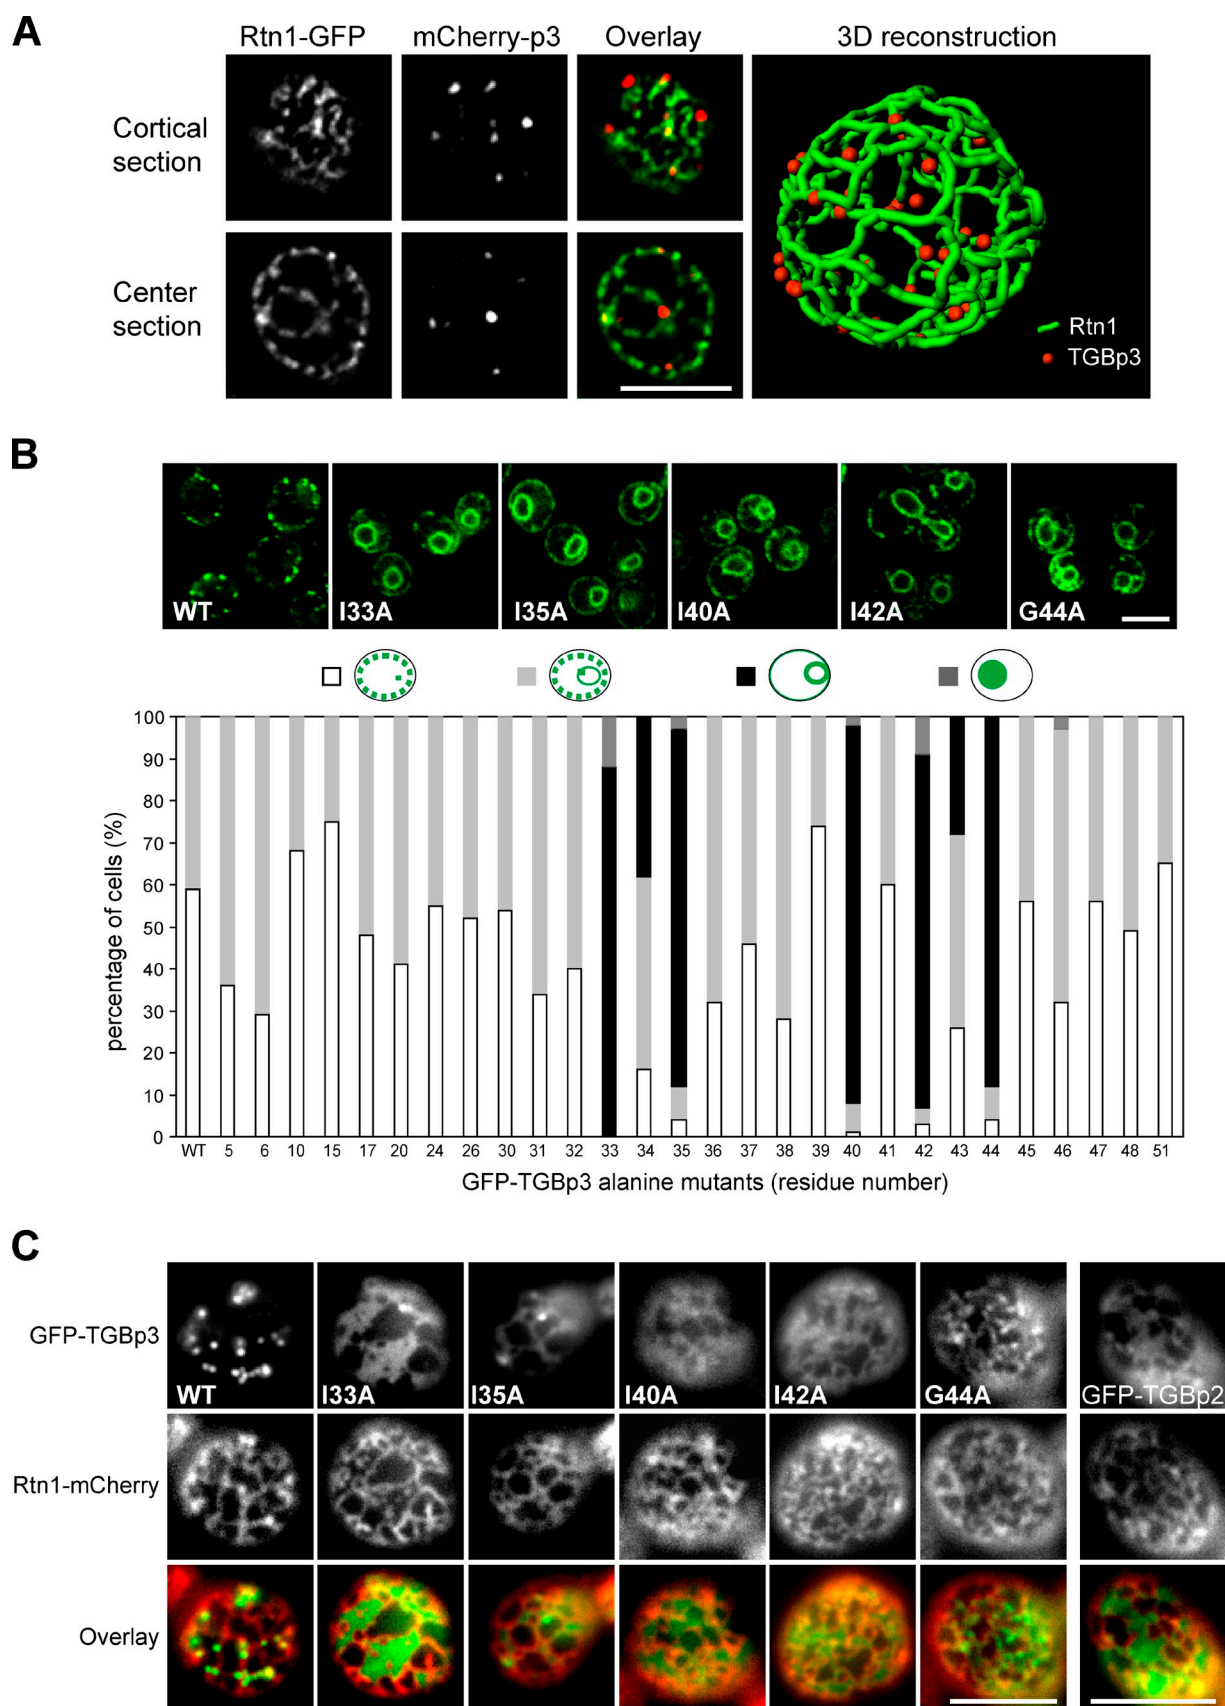 A
Rtn1-GFP mCherry-p3 Overlay 3D reconstruction
Cortical
section
Center
section
Rtn1
TGBp3
B
WT I33A I35A I40A I42A G44A
100
90
80
70
60
50
40
30
20
10
0
percentage of cells (%)
WT 5 6 10 15 17 20 24 26 30 31 32 33 34 35 36 37 38 39 40 41 42 43 44 45 46 47 48 51
GFP-TGBp3 alanine mutants (residue number)
C
GFP-TGBp3
WT I33A I35A I40A I42A G44A GFP-TGBp2
Rtn1-mCherry
Overlay